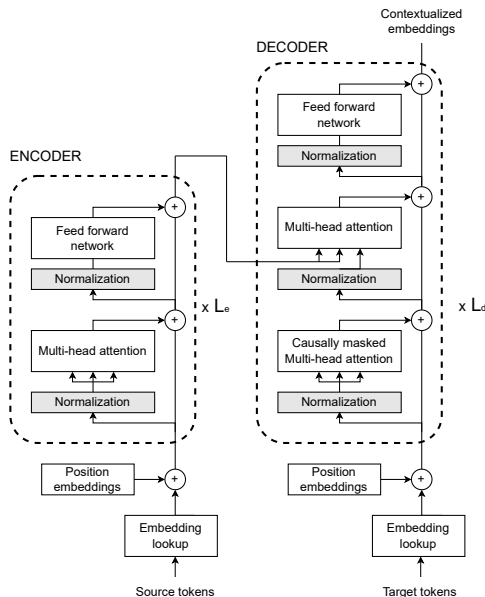 Contextualized
embeddings
DECODER
+
Feed forward
network
Normalization
+
Multi-head attention
Normalization
+
Causally masked
Multi-head attention
Normalization
x Ld
ENCODER
+
Feed forward
network
Normalization
+
Multi-head attention
Normalization
x Le
Position
embeddings
+
Embedding
lookup
Source tokens
Position
embeddings
+
Embedding
lookup
Target tokens